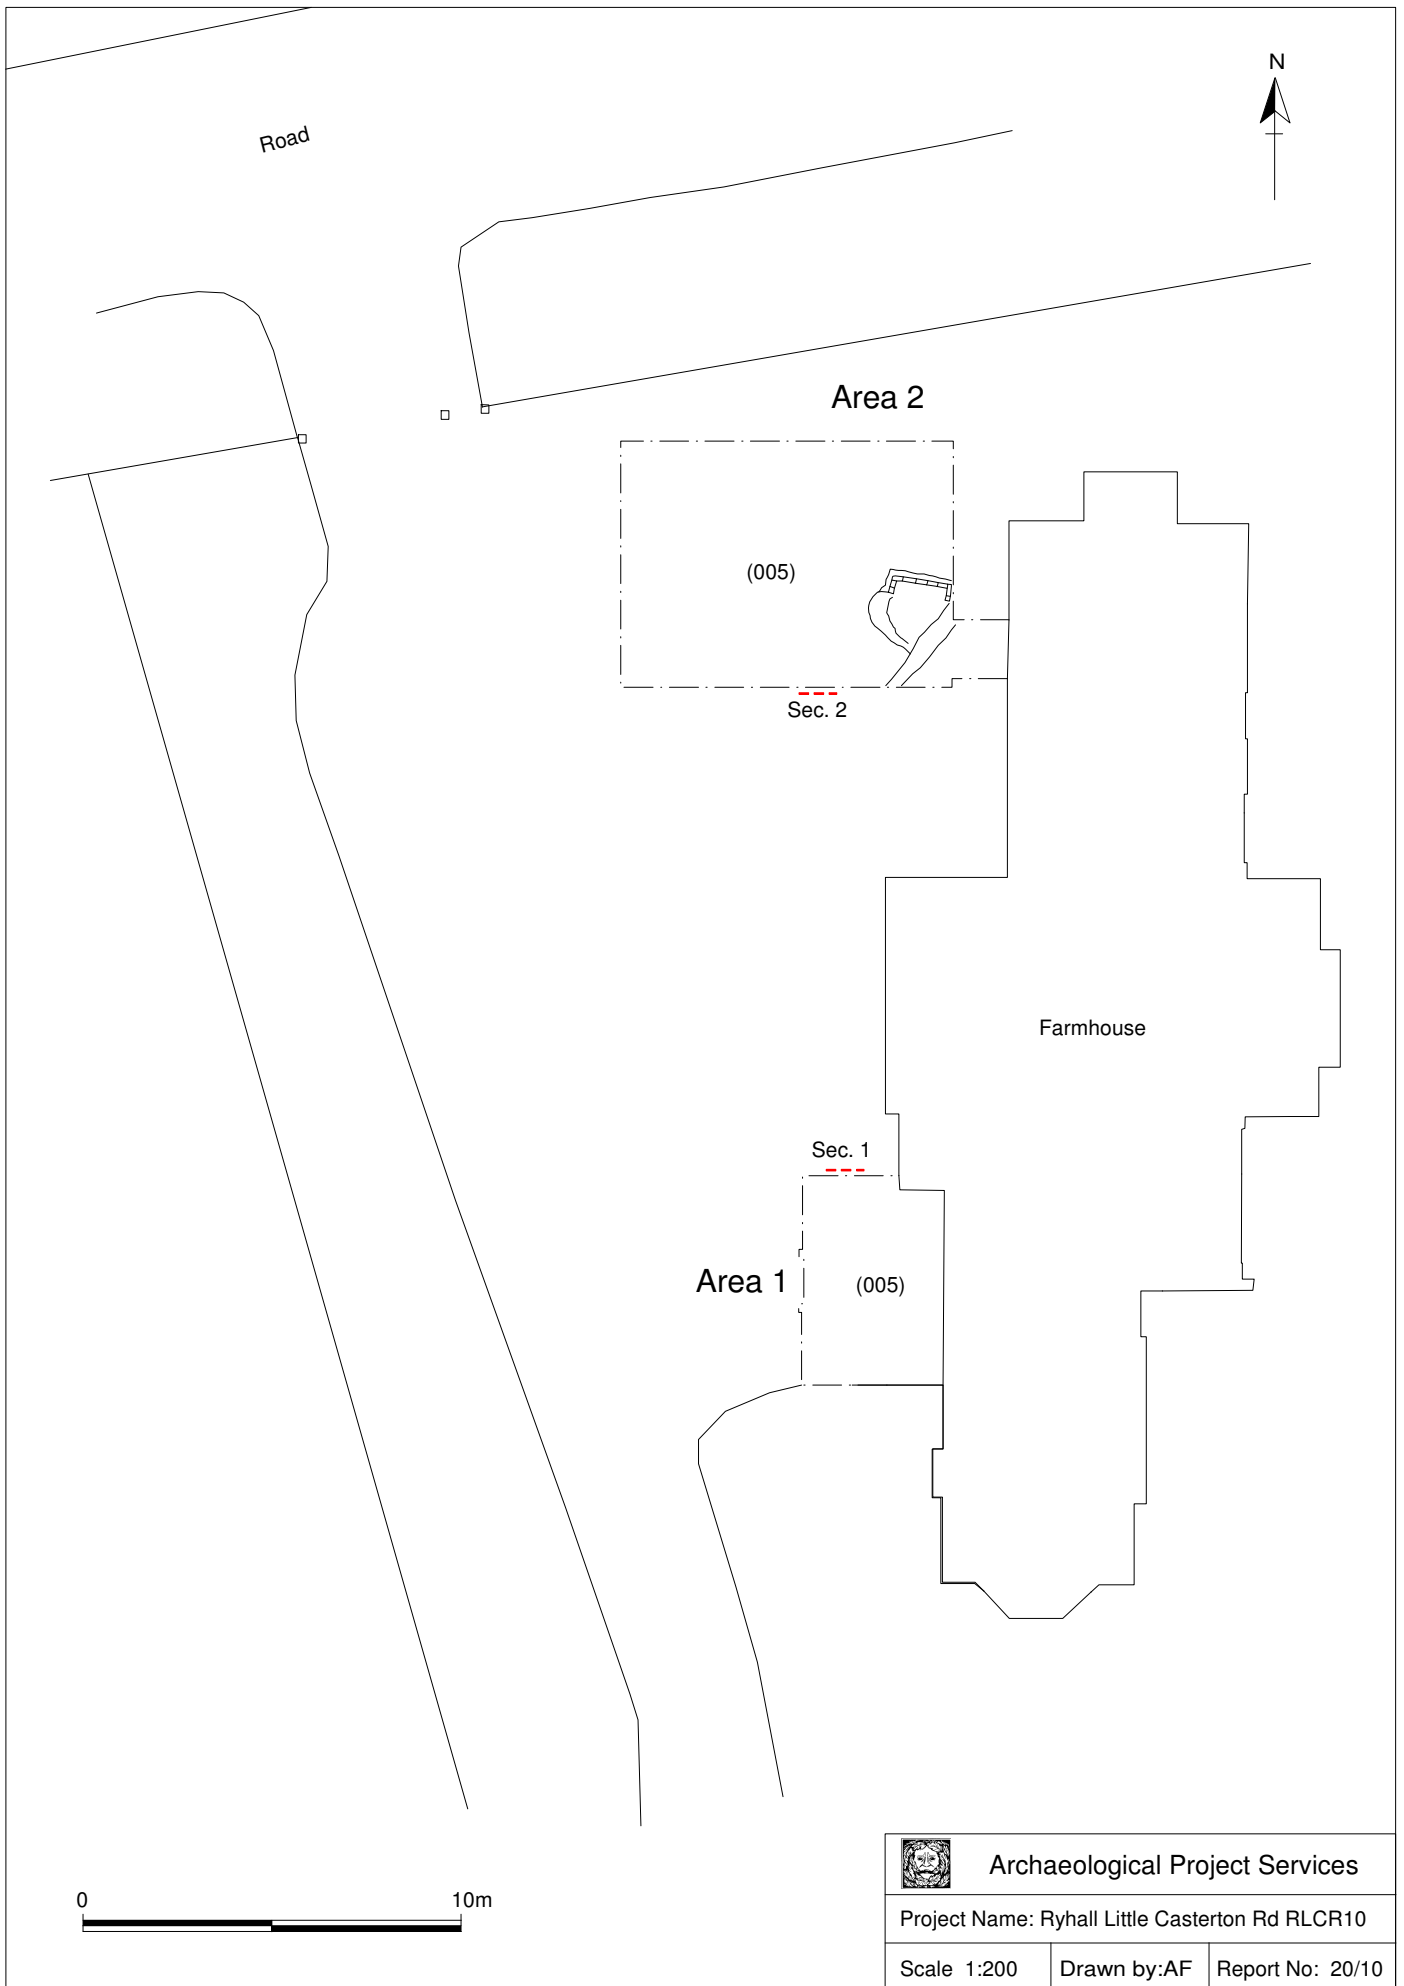 N
Road
Area 2
(005)
Sec. 2
Farmhouse
Sec. 1
Area 1
(005)
0
10m
Archaeological Project Services
Project Name: Ryhall Little Casterton Rd RLCR10
Scale 1:200
Drawn by:AF
Report No: 20/10